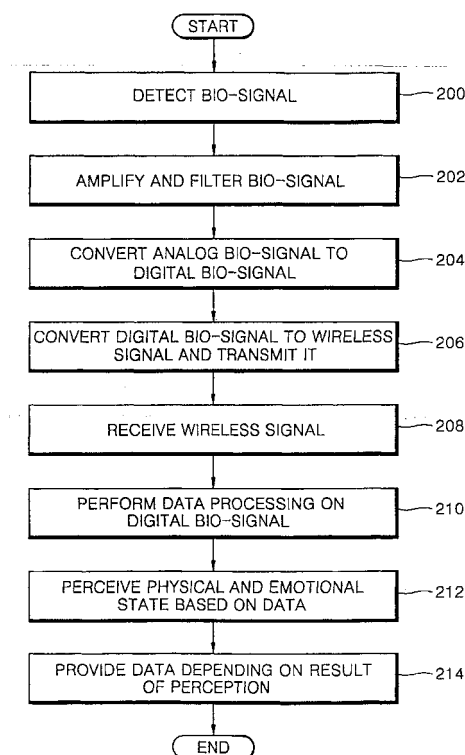 START
DETECT BIO-SIGNAL
200
AMPLIFY AND FILTER BIO-SIGNAL
202
CONVERT ANALOG BIO-SIGNAL TO
DIGITAL BIO-SIGNAL
204
CONVERT DIGITAL BIO-SIGNAL TO WIRELESS
SIGNAL AND TRANSMIT IT
206
RECEIVE WIRELESS SIGNAL
208
PERFORM DATA PROCESSING ON
DIGITAL BIO-SIGNAL
210
PERCEIVE PHYSICAL AND EMOTIONAL
STATE BASED ON DATA
212
PROVIDE DATA DEPENDING ON RESULT
OF PERCEPTION
214
END